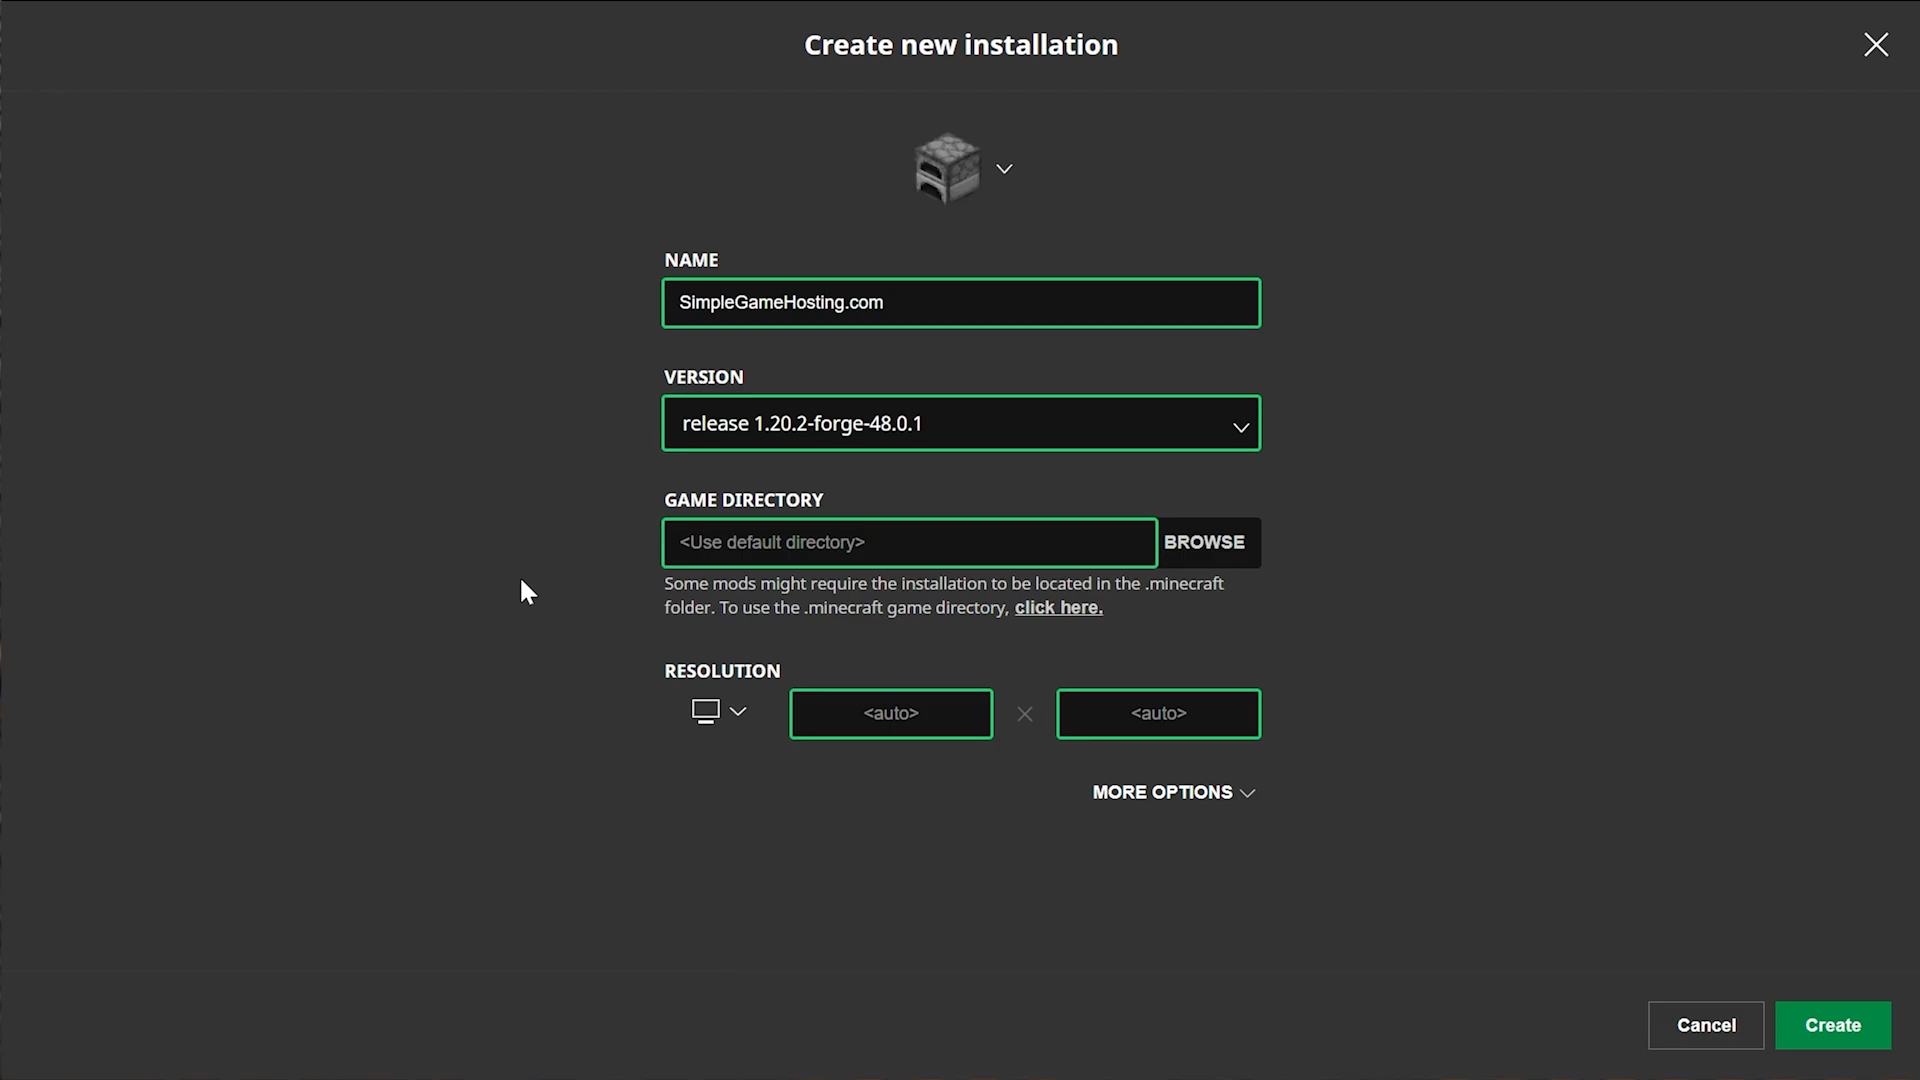 Create new installation
NAME
SimpleGameHosting.com
VERSION
release 1.20.2-forge-48.0.1
GAME DIRECTORY
<Use default directory> BROWSE
Some mods might require the installation to be located in the .minecraft
folder. To use the .minecraft game directory, click here.
RESOLUTION
<auto> <auto>
MORE OPTIONS
Cancel Create